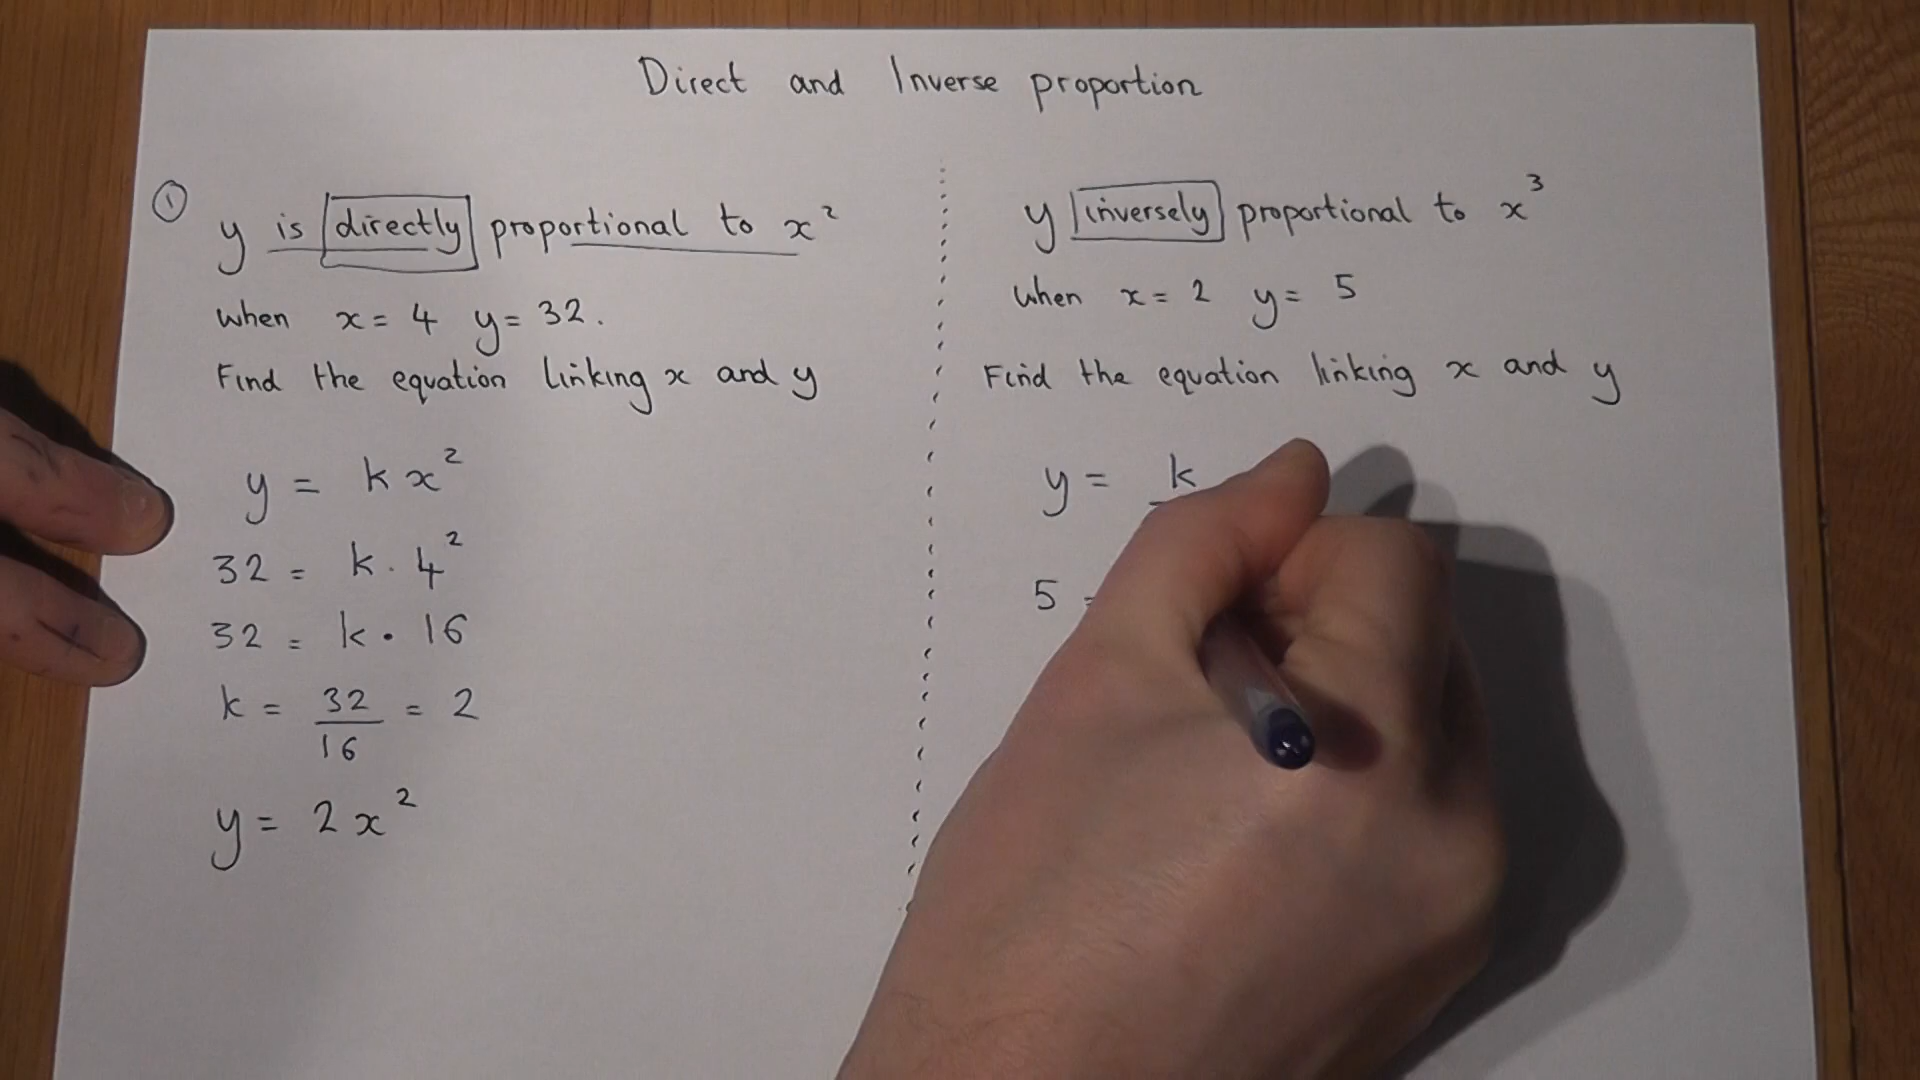 Direct and Inverse proportion
① y is directly proportional to x²
when x = 4 y = 32.
Find the equation linking x and y
y = kx²
32 = k . 4²
32 = k . 16
k = 32/16 = 2
y = 2x²
y inversely proportional to x³
when x = 2 y = 5
Find the equation linking x and y
y = k
5 =